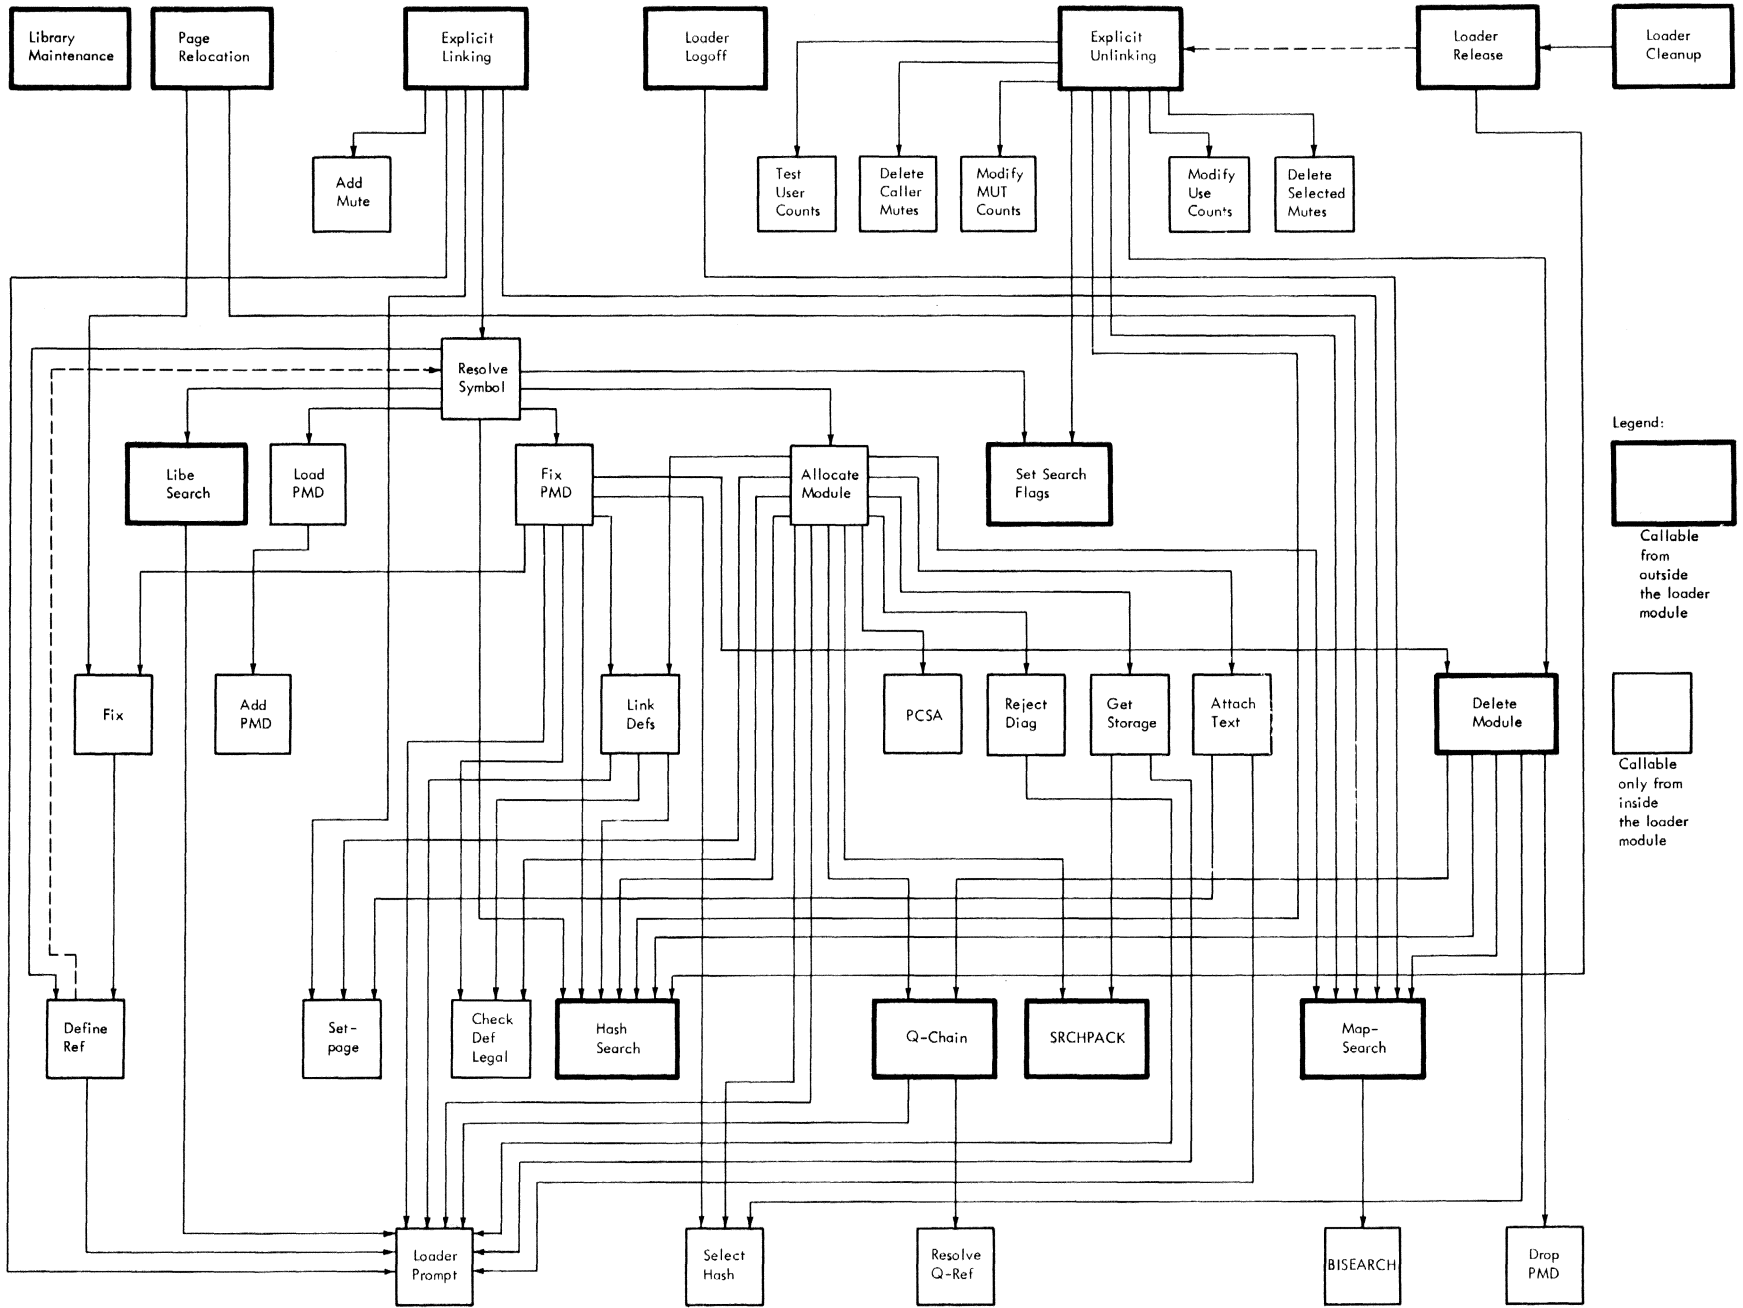 Library
Maintenance
Page
Relocation
Explicit
Linking
Loader
Logoff
Explicit
Unlinking
Loader
Release
Loader
Cleanup
Add
Mute
Test
User
Counts
Delete
Caller
Mutes
Modify
MUT
Counts
Modify
Use
Counts
Delete
Selected
Mutes
Resolve
Symbol
Libe
Search
Load
PMD
Fix
PMD
Allocate
Module
Set Search
Flags
Legend:
Callable
from
outside
the loader
module
Fix
Add
PMD
Link
Defs
PCSA
Reject
Diag
Get
Storage
Attach
Text
Delete
Module
Callable
only from
inside
the loader
module
Define
Ref
Set-
page
Check
Def
Legal
Hash
Search
Q-Chain
SRCHPACK
Map-
Search
Loader
Prompt
Select
Hash
Resolve
Q-Ref
BISEARCH
Drop
PMD